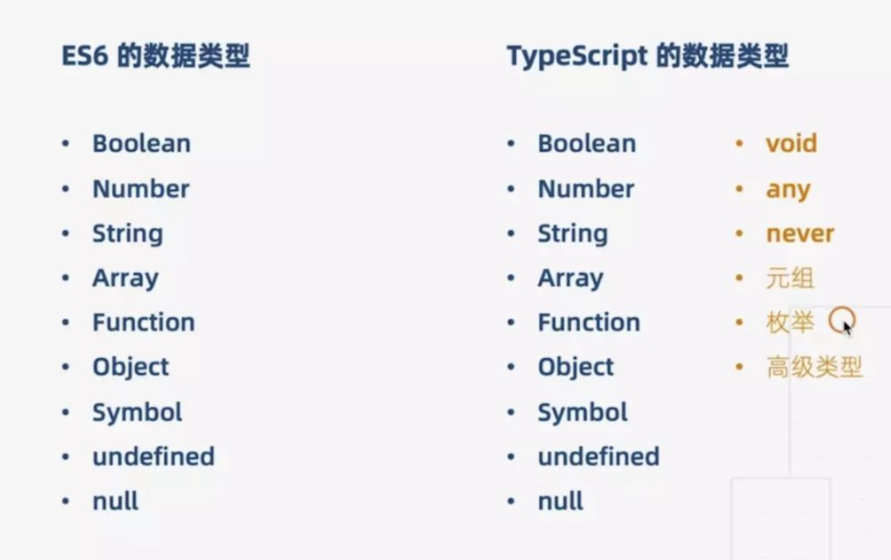 ES6 的数据类型
• Boolean
• Number
• String
• Array
• Function
• Object
• Symbol
• undefined
• null
TypeScript 的数据类型
• Boolean
• Number
• String
• Array
• Function
• Object
• Symbol
• undefined
• null
• void
• any
• never
• 元组
• 枚举
• 高级类型